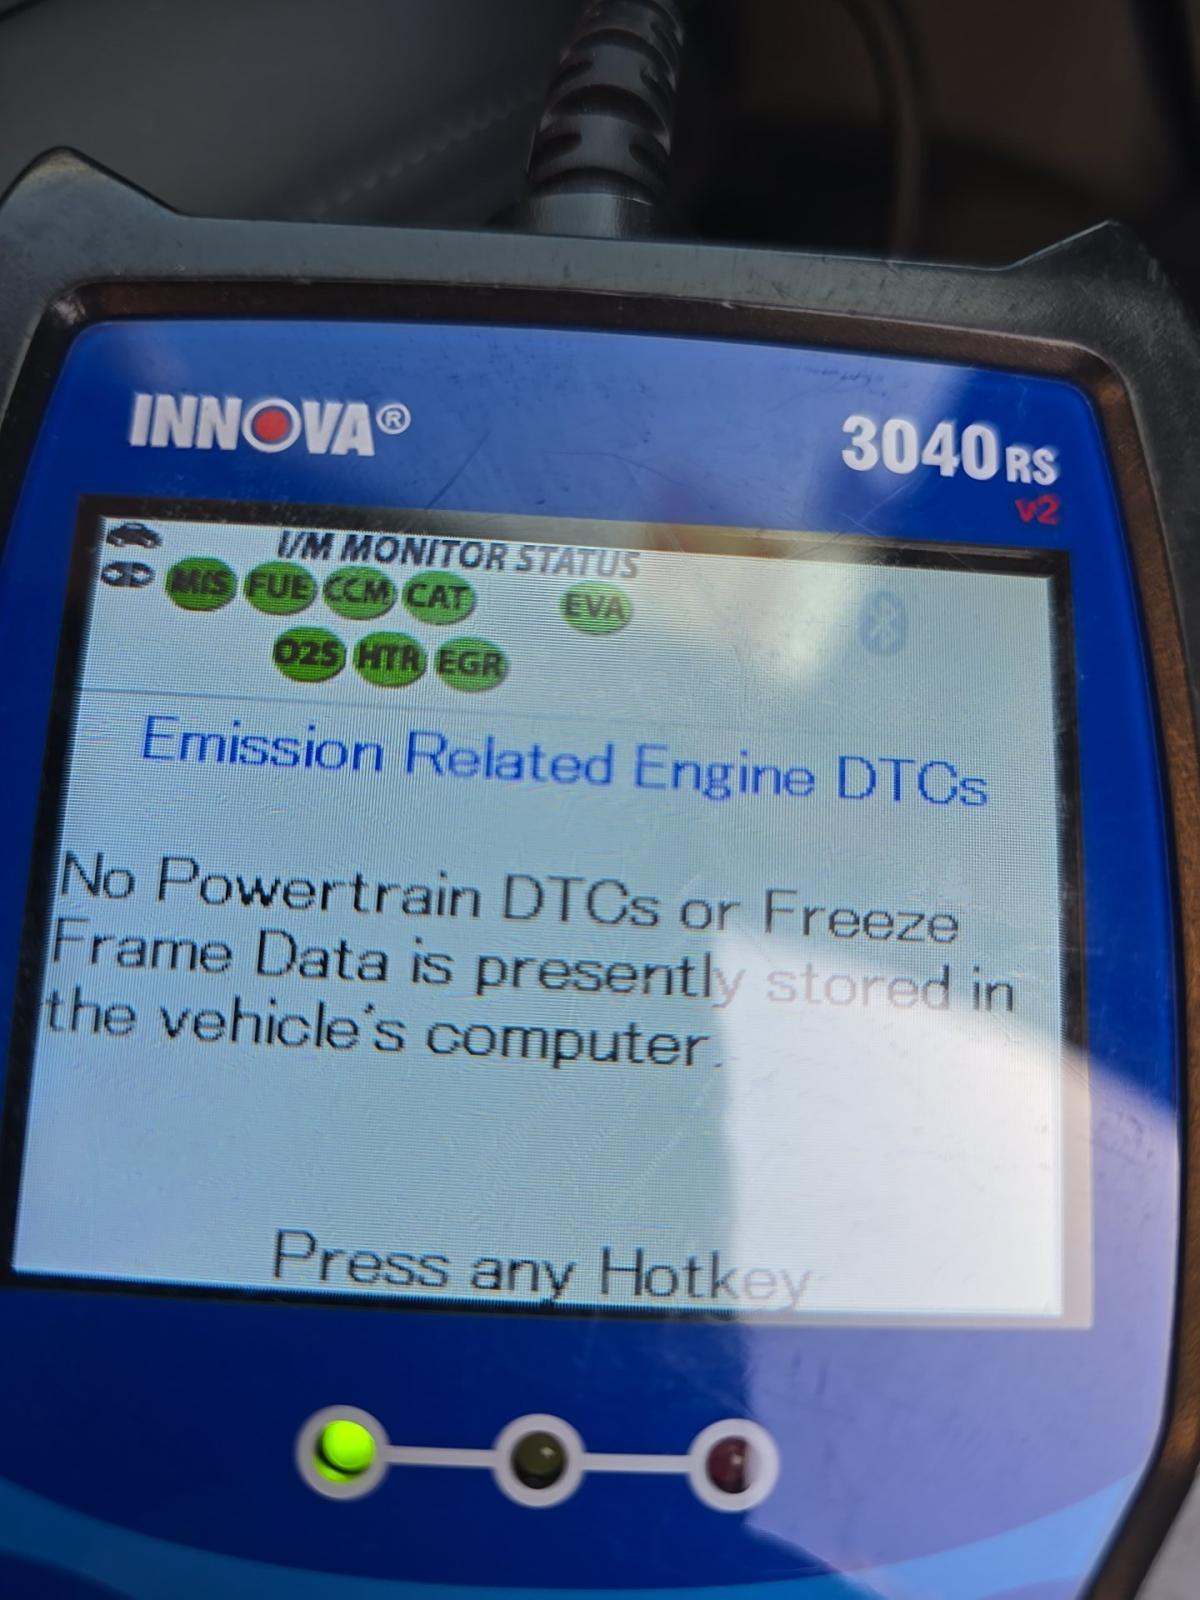 INNOVA®
3040RS
v2
I/M MONITOR STATUS
MIS FUE CCM CAT EVA
O2S HTR EGR
Emission Related Engine DTCs
No Powertrain DTCs or Freeze
Frame Data is presently stored in
the vehicle's computer.
Press any Hotkey